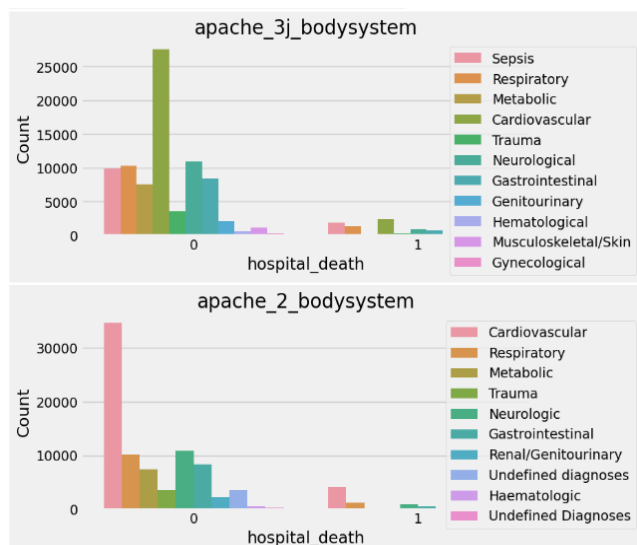 apache_3j_bodysystem
25000
20000
15000
10000
5000
0
Count
0
1
hospital_death
Sepsis
Respiratory
Metabolic
Cardiovascular
Trauma
Neurological
Gastrointestinal
Genitourinary
Hematological
Musculoskeletal/Skin
Gynecological
apache_2_bodysystem
30000
20000
10000
0
Count
0
1
hospital_death
Cardiovascular
Respiratory
Metabolic
Trauma
Neurologic
Gastrointestinal
Renal/Genitourinary
Undefined diagnoses
Haematologic
Undefined Diagnoses